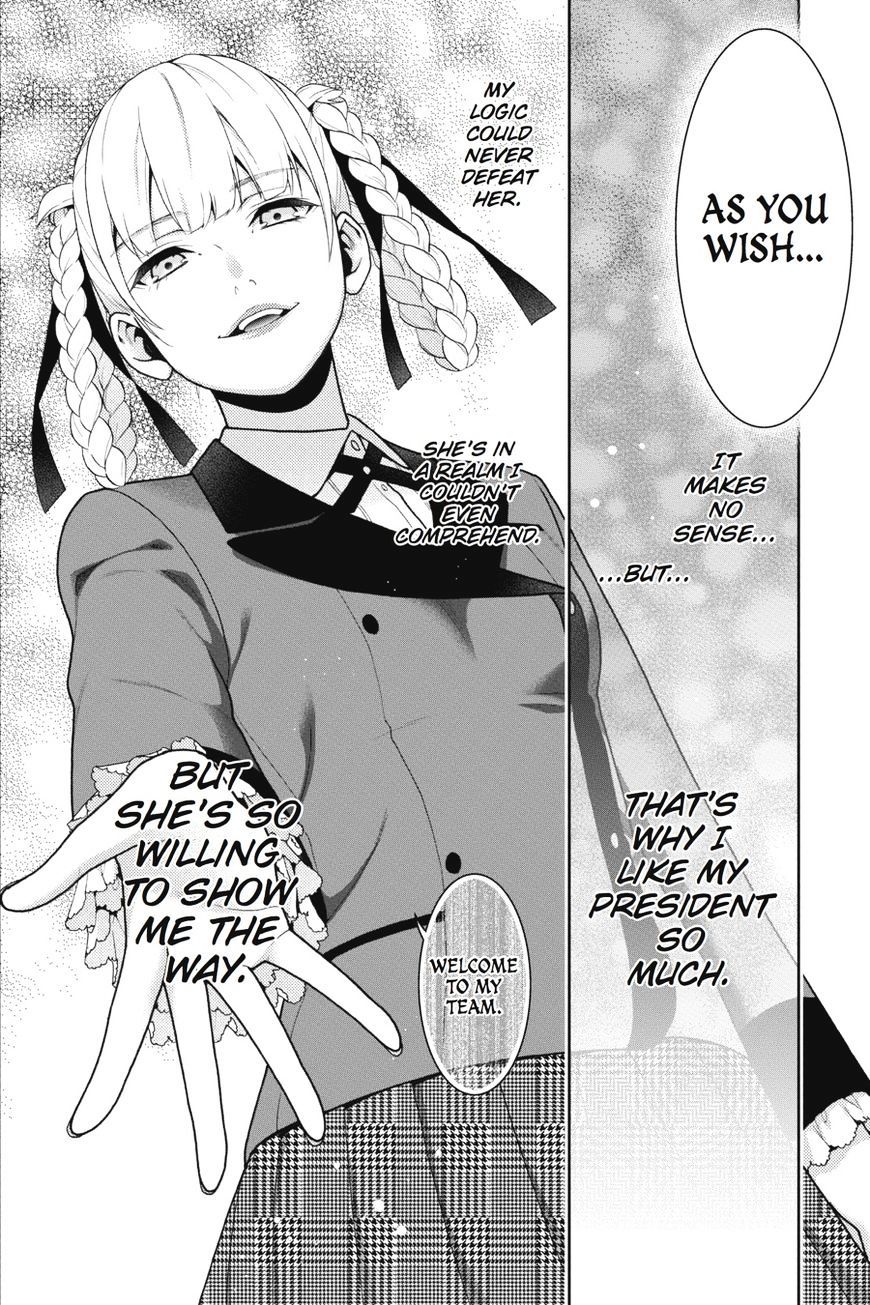 AS YOU
WISH...
IT
MAKES
NO
SENSE...
...BUT...
THAT'S
WHY I
LIKE MY
PRESIDENT
SO
MUCH.
MY
LOGIC
COULD
NEVER
DEFEAT
HER.
SHE'S IN
A REALM I
COULDN'T
EVEN
COMPREHEND.
BUT
SHE'S SO
WILLING
TO SHOW
ME THE
WAY.
WELCOME
TO MY
TEAM.